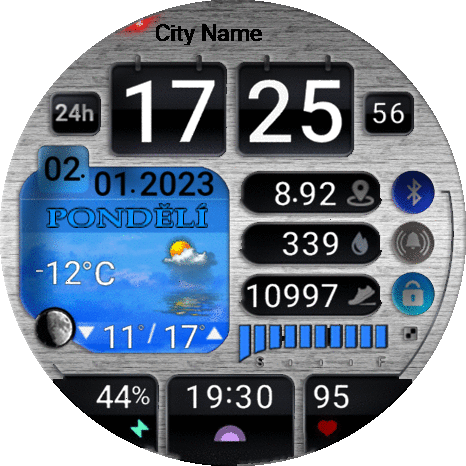 City Name
24h 17 25 56
02.
01.2023
PONDĚLÍ
8.92
339
-12°C
10997
11° / 17°
S F
44% 19:30 95